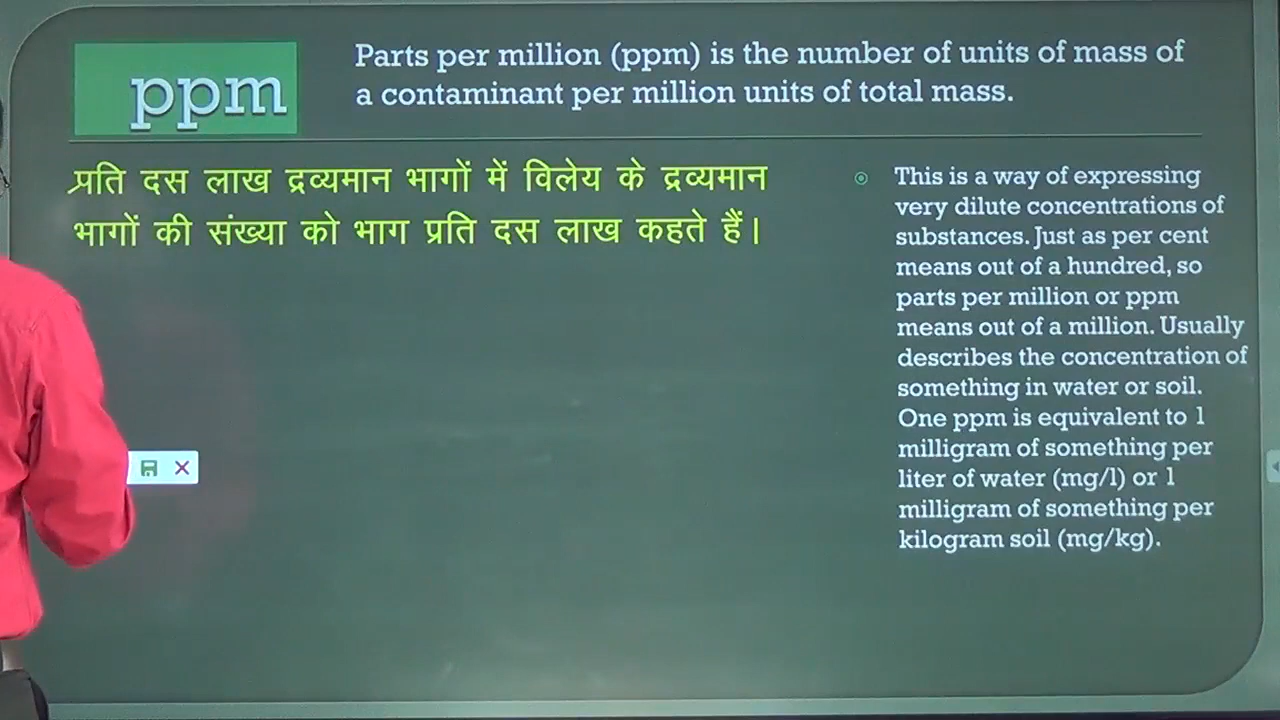 ppm
Parts per million (ppm) is the number of units of mass of
a contaminant per million units of total mass.
प्रति दस लाख द्रव्यमान भागों में विलेय के द्रव्यमान
भागों की संख्या को भाग प्रति दस लाख कहते हैं।
This is a way of expressing
very dilute concentrations of
substances. Just as per cent
means out of a hundred, so
parts per million or ppm
means out of a million. Usually
describes the concentration of
something in water or soil.
One ppm is equivalent to 1
milligram of something per
liter of water (mg/l) or 1
milligram of something per
kilogram soil (mg/kg).